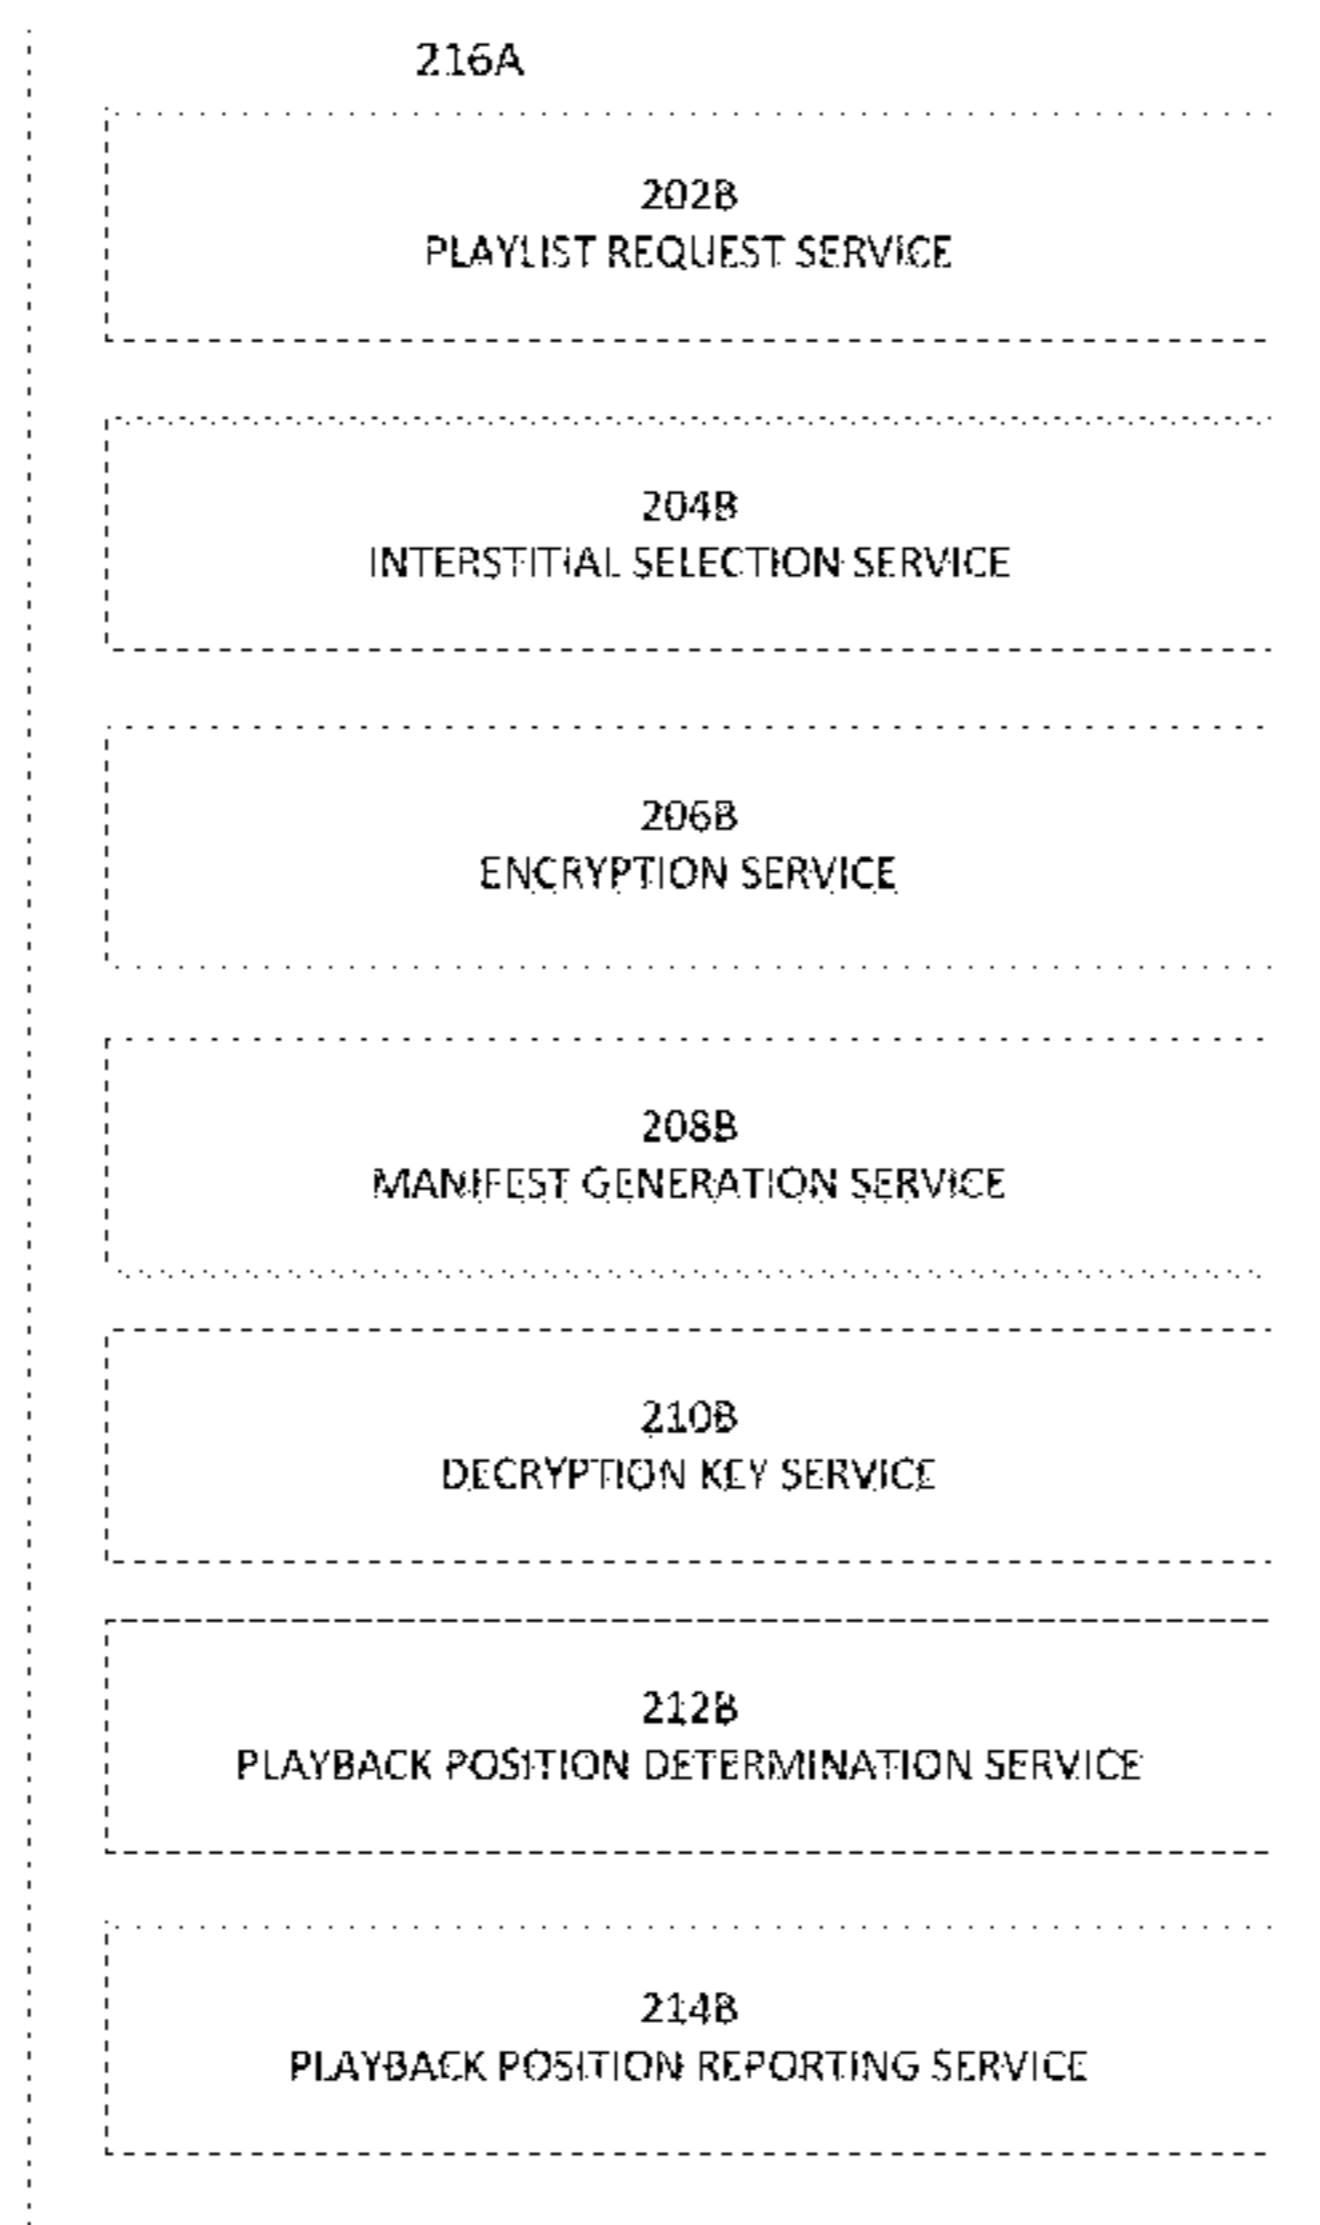 216A
202B
PLAYLIST REQUEST SERVICE
204B
INTERSTITIAL SELECTION SERVICE
206B
ENCRYPTION SERVICE
208B
MANIFEST GENERATION SERVICE
210B
DECRYPTION KEY SERVICE
212B
PLAYBACK POSITION DETERMINATION SERVICE
214B
PLAYBACK POSITION REPORTING SERVICE